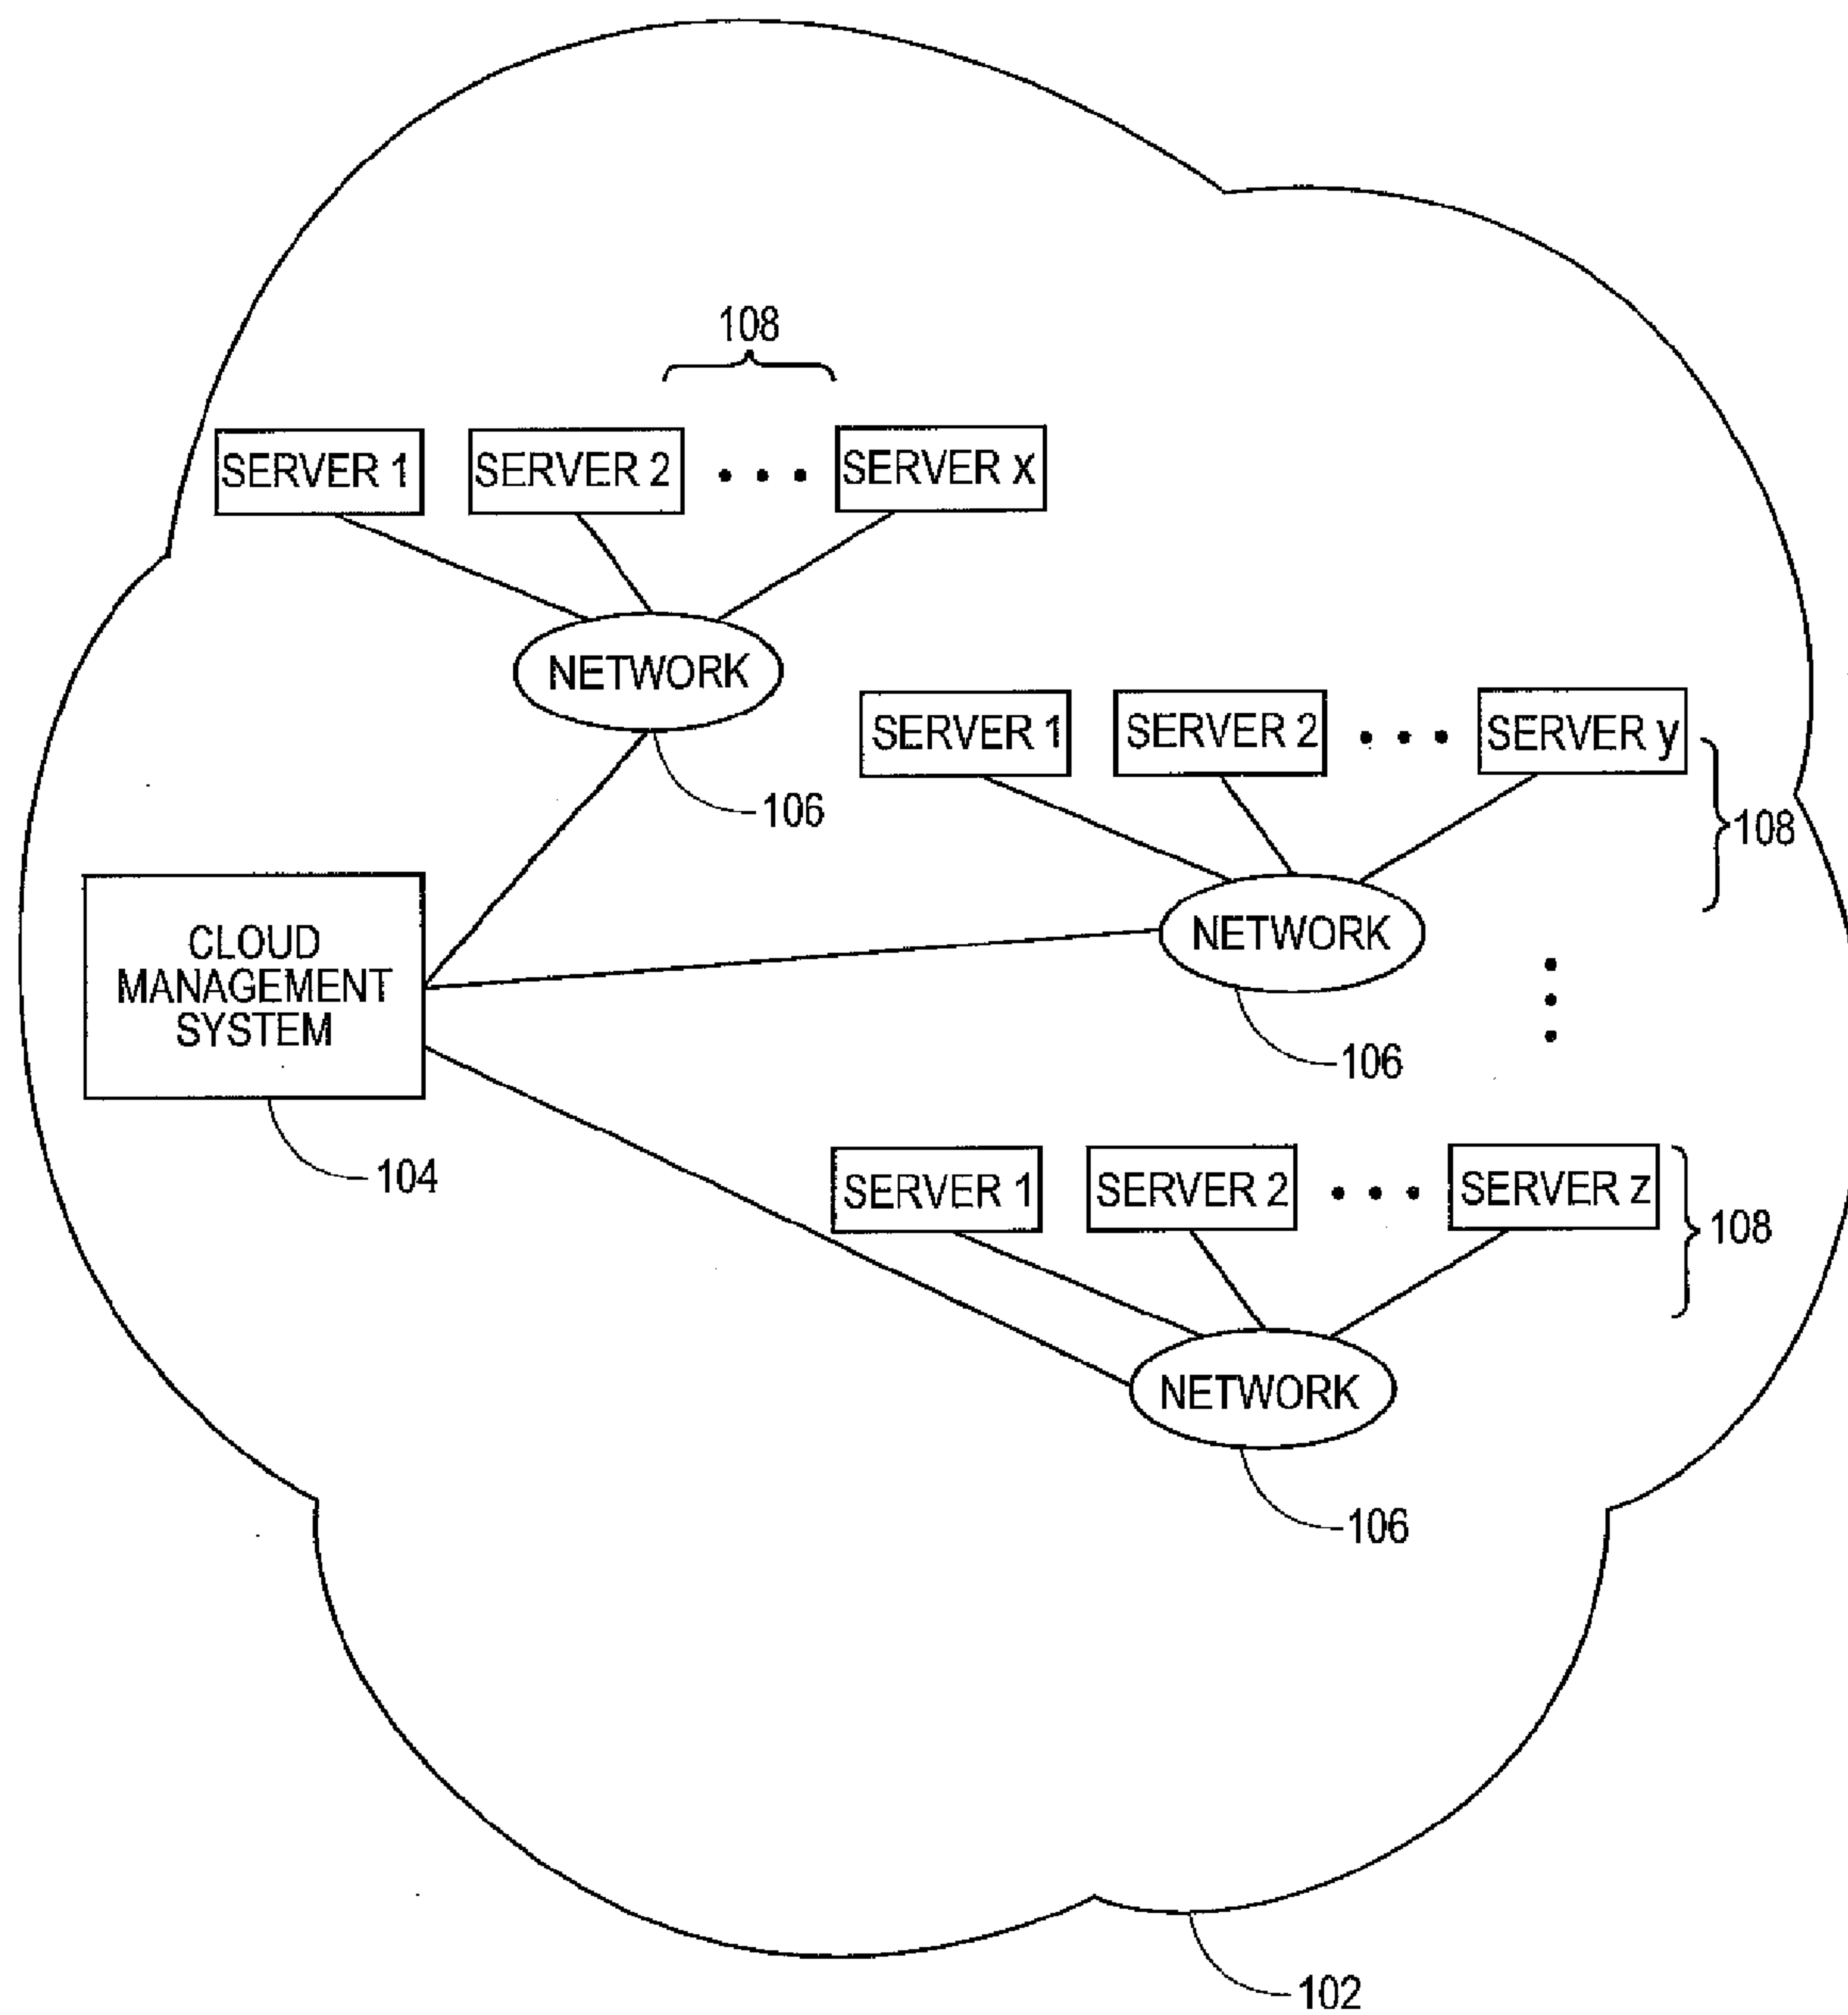 108
SERVER 1
SERVER 2
• • •
SERVER x
NETWORK
106
SERVER 1
SERVER 2
• • •
SERVER y
108
NETWORK
106
CLOUD
MANAGEMENT
SYSTEM
104
SERVER 1
SERVER 2
• • •
SERVER z
108
NETWORK
106
102